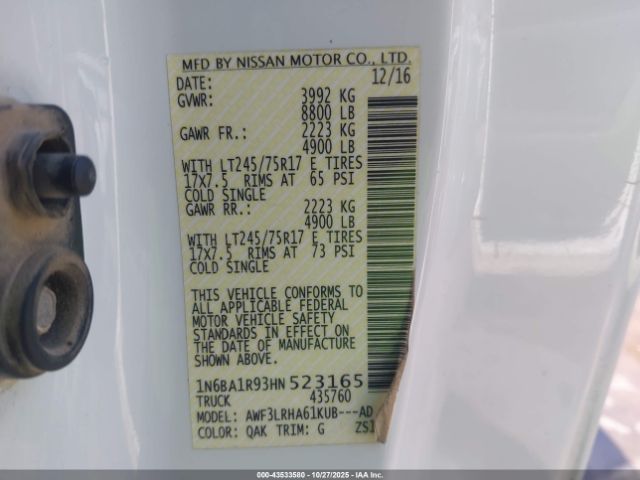 MFD BY NISSAN MOTOR CO., LTD.
DATE: 12/16
GVWR: 3992 KG
8800 LB
GAWR FR.: 2223 KG
4900 LB
WITH LT245/75R17 E TIRES
17X7.5 RIMS AT 65 PSI
COLD SINGLE
GAWR RR.: 2223 KG
4900 LB
WITH LT245/75R17 E TIRES
17X7.5 RIMS AT 73 PSI
COLD SINGLE
THIS VEHICLE CONFORMS TO
ALL APPLICABLE FEDERAL
MOTOR VEHICLE SAFETY
STANDARDS IN EFFECT ON
THE DATE OF MANUFACTURE
SHOWN ABOVE.
1N6BA1R93HN523165
TRUCK 435760
MODEL: AWF3LRHA61KUB---AD
COLOR: QAK TRIM: G ZS1
000-43533580 - 10/27/2025 - IAA Inc.